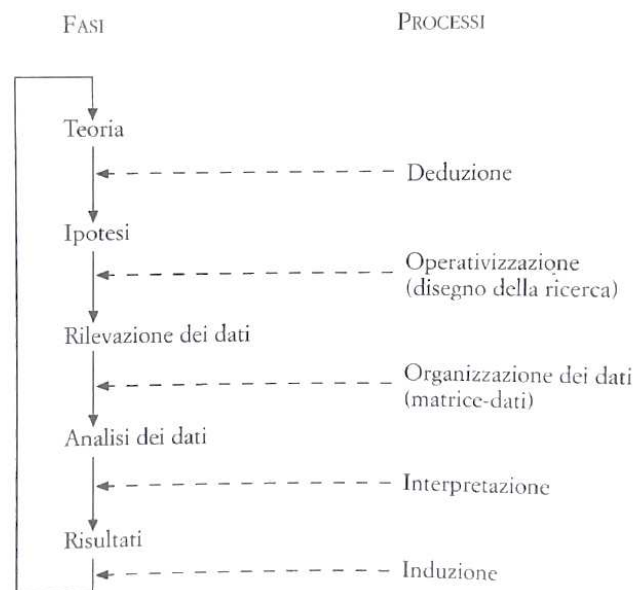 FASI
PROCESSI
Teoria
Deduzione
Ipotesi
Operativizzazione
(disegno della ricerca)
Rilevazione dei dati
Organizzazione dei dati
(matrice-dati)
Analisi dei dati
Interpretazione
Risultati
Induzione